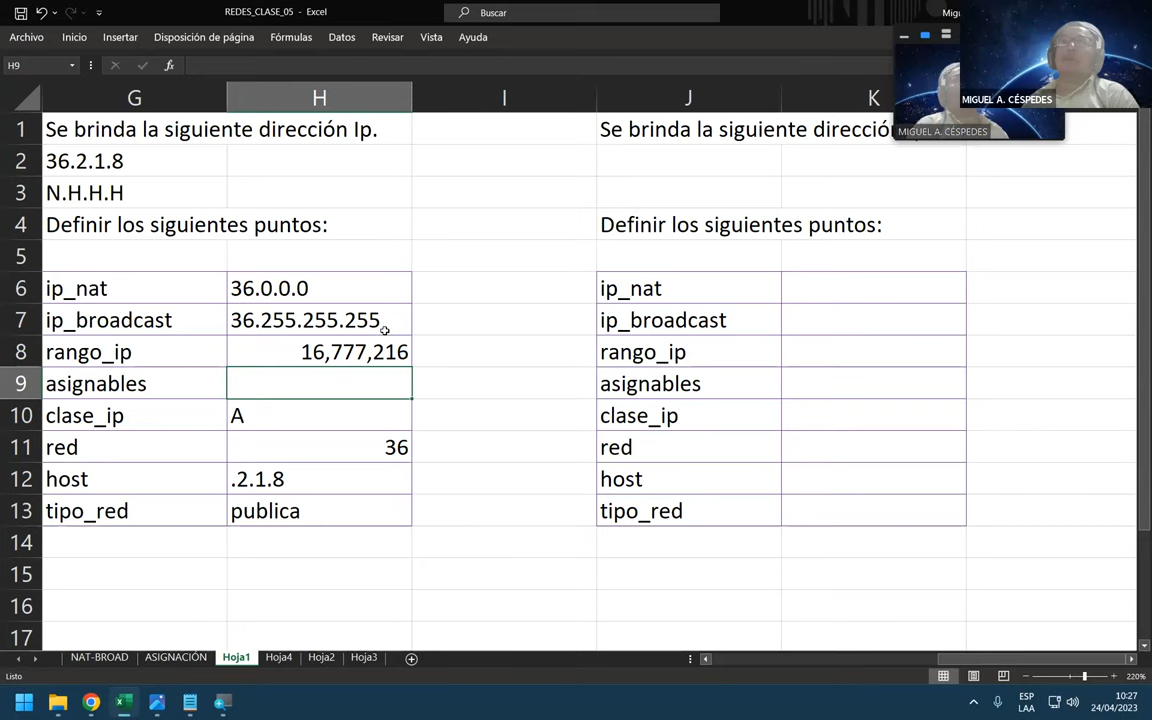 REDES_CLASE_05 - Excel
Buscar
Migu
Archivo Inicio Insertar Disposición de página Fórmulas Datos Revisar Vista Ayuda
H9
fx
MIGUEL A. CÉSPEDES
MIGUEL A. CÉSPEDES
G H I J K
1 Se brinda la siguiente dirección Ip. Se brinda la siguiente dirección
2 36.2.1.8
3 N.H.H.H
4 Definir los siguientes puntos: Definir los siguientes puntos:
5
6 ip_nat 36.0.0.0 ip_nat
7 ip_broadcast 36.255.255.255 ip_broadcast
8 rango_ip 16,777,216 rango_ip
9 asignables asignables
10 clase_ip A clase_ip
11 red 36 red
12 host .2.1.8 host
13 tipo_red publica tipo_red
14
15
16
17
NAT-BROAD ASIGNACIÓN Hoja1 Hoja4 Hoja2 Hoja3
Listo
220%
ESP
LAA
10:27
24/04/2023